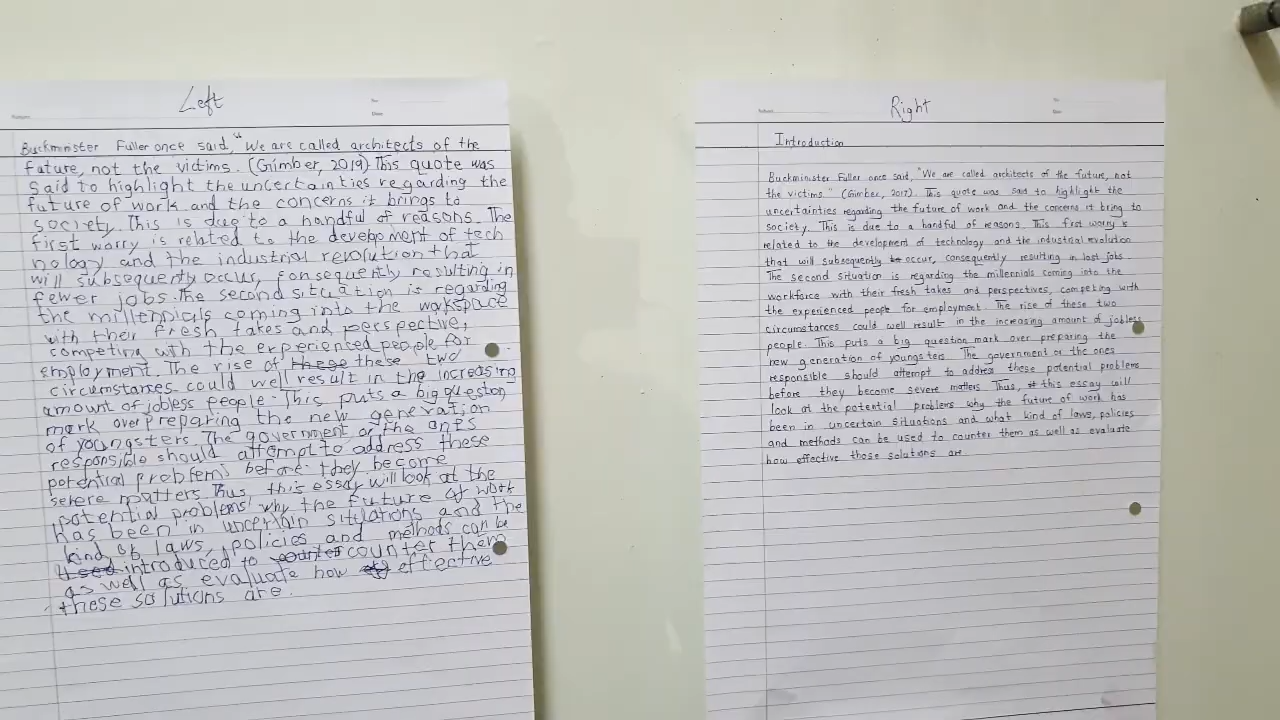 Left
Buckminister Fuller once said, "We are called architects of the
future, not the victims. (Gimber, 2019) This quote was
said to highlight the uncertainties regarding the
future of work and the concerns it brings to
society. This is due to a handful of reasons. The
first worry is related to the development of tech
nology and the industrial revolution that
will subsequently occur, consequently resulting in
fewer jobs. The second situation is regarding
the millennials coming into the workspace
with their fresh takes and perspective,
competing with the experienced people for
employment. The rise of these these two
circumstances could well result in the increasing
amount of jobless people. This puts a big question
mark over preparing the new generation
of youngsters. The government or the ones
responsible should attempt to address these
potential problems before they become
severe matters. Thus, this essay will look at the
potential problems why the future of work
has been in uncertain situations and the
kind of laws, policies and methods can be
used introduced to counter them
as well as evaluate how effective
these solutions are.
Right
Introduction
Buckminister Fuller once said, "We are called architects of the future, not
the victims." (Gimber, 2017). This quote was said to highlight the
uncertainties regarding the future of work and the concerns it bring to
society. This is due to a handful of reasons. This first worry is
related to the development of technology and the industrial evolution
that will subsequently occur, consequently resulting in lost jobs
The second situation is regarding the millennials coming into the
workforce with their fresh takes and perspectives, competing with
the experienced people for employment. The rise of these two
circumstances could well result in the increasing amount of jobless
people. This puts a big question mark over preparing the
new generation of youngsters. The government or the ones
responsible should attempt to address these potential problems
before they become severe matters. Thus, this essay will
look at the potential problems why the future of work has
been in uncertain situations and what kind of laws, policies
and methods can be used to counter them as well as evaluate
how effective those solutions are.